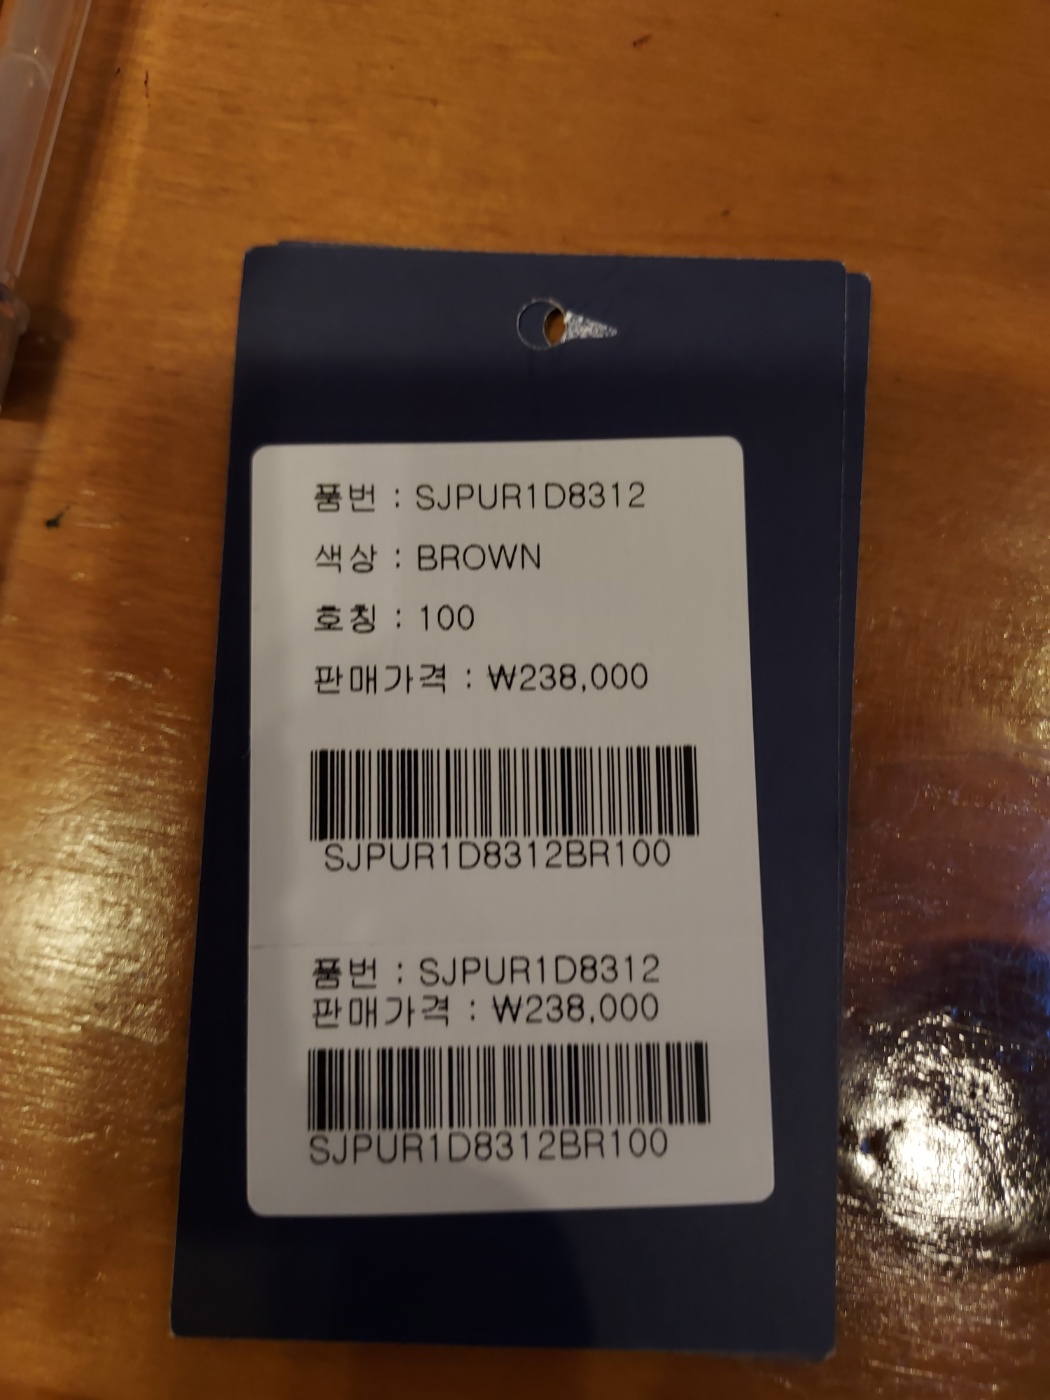 품번 : SJPUR1D8312
색상 : BROWN
호칭 : 100
판매가격 : ₩238,000
SJPUR1D8312BR100
품번 : SJPUR1D8312
판매가격 : ₩238,000
SJPUR1D8312BR100